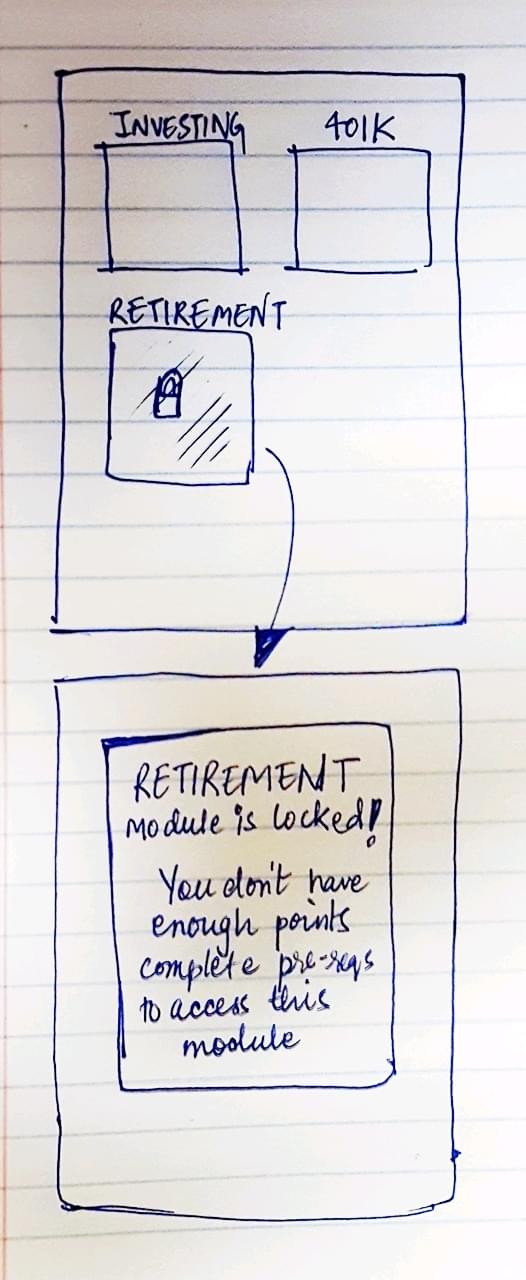 INVESTING
401K
RETIREMENT
RETIREMENT
Module is locked!
You don't have
enough points
complete pre-reqs
to access this
module